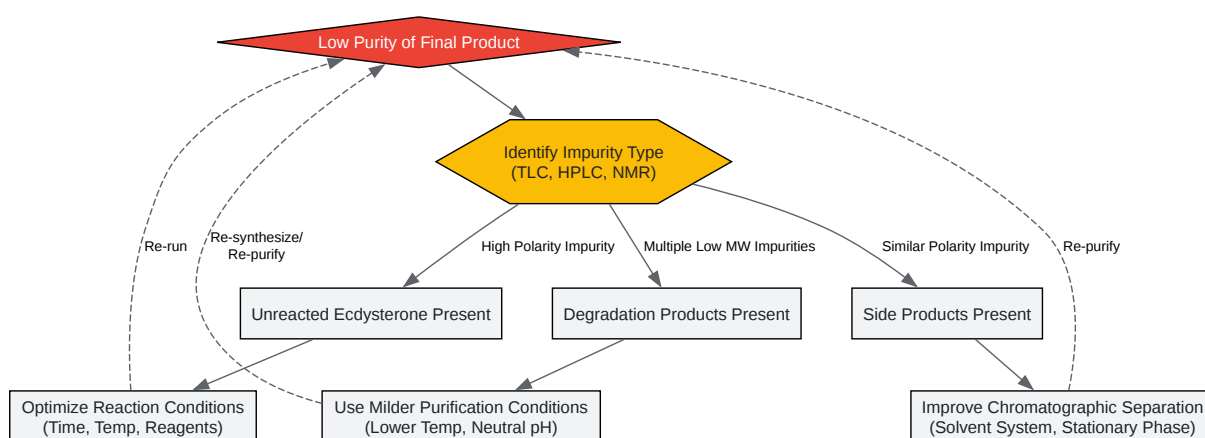 Low Purity of Final Product
Identify Impurity Type
(TLC, HPLC, NMR)
Re-run
Re-synthesize/
Re-purify
High Polarity Impurity
Multiple Low MW Impurities
Similar Polarity Impurity
Re-purify
Unreacted Ecdysterone Present
Degradation Products Present
Side Products Present
Optimize Reaction Conditions
(Time, Temp, Reagents)
Use Milder Purification Conditions
(Lower Temp, Neutral pH)
Improve Chromatographic Separation
(Solvent System, Stationary Phase)